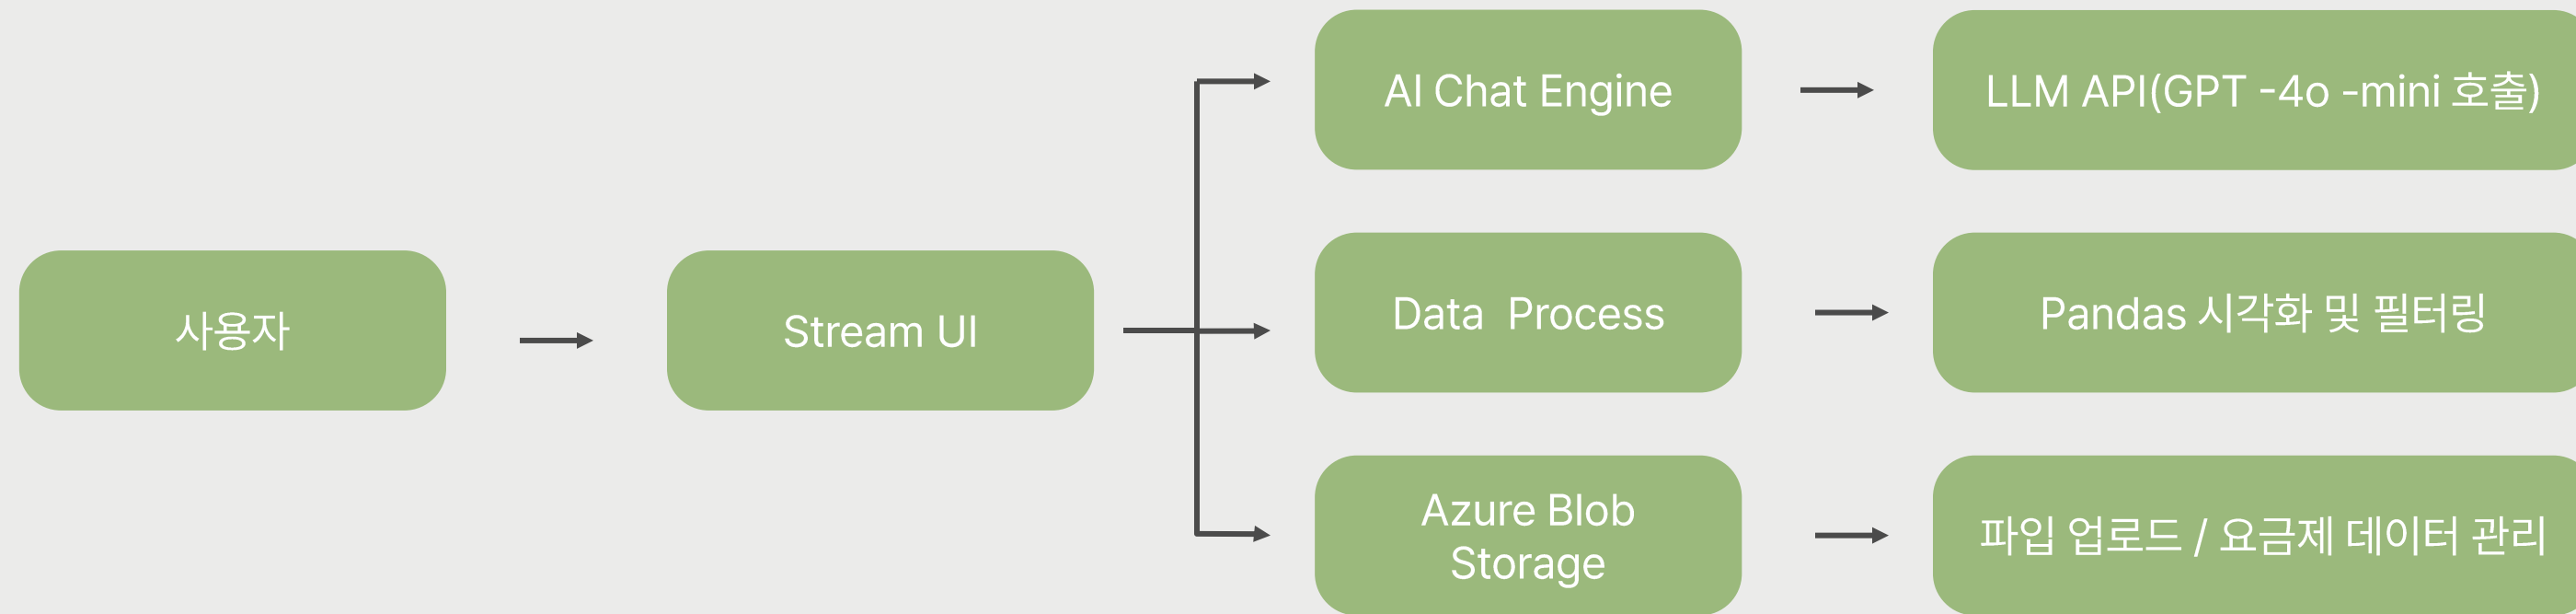 사용자
Stream UI
AI Chat Engine
LLM API(GPT -4o -mini 호출)
Data  Process
Pandas 시각화 및 필터링
Azure Blob
Storage
파입 업로드 / 요금제 데이터 관리